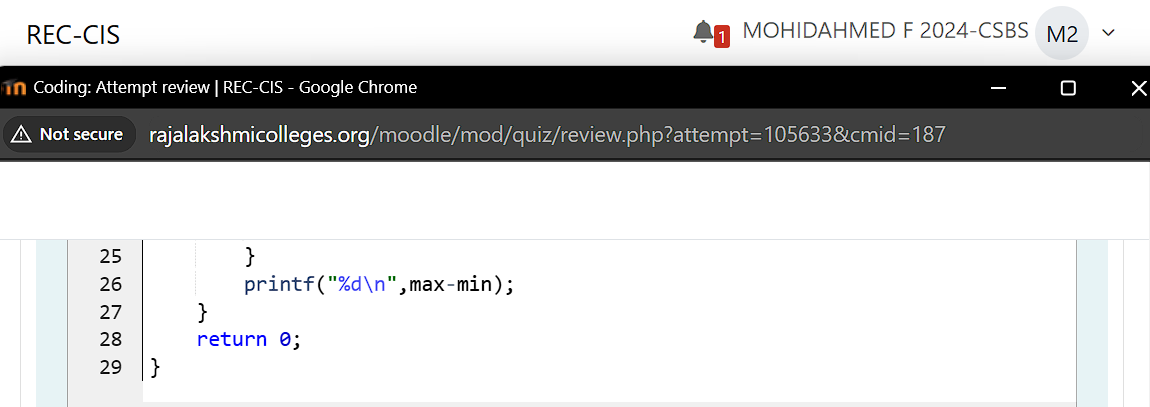 REC-CIS
1 MOHIDAHMED F 2024-CSBS M2
Coding: Attempt review | REC-CIS - Google Chrome
Not secure rajalakshmicolleges.org/moodle/mod/quiz/review.php?attempt=105633&cmid=187
25 }
26 printf("%d\n",max-min);
27 }
28 return 0;
29 }